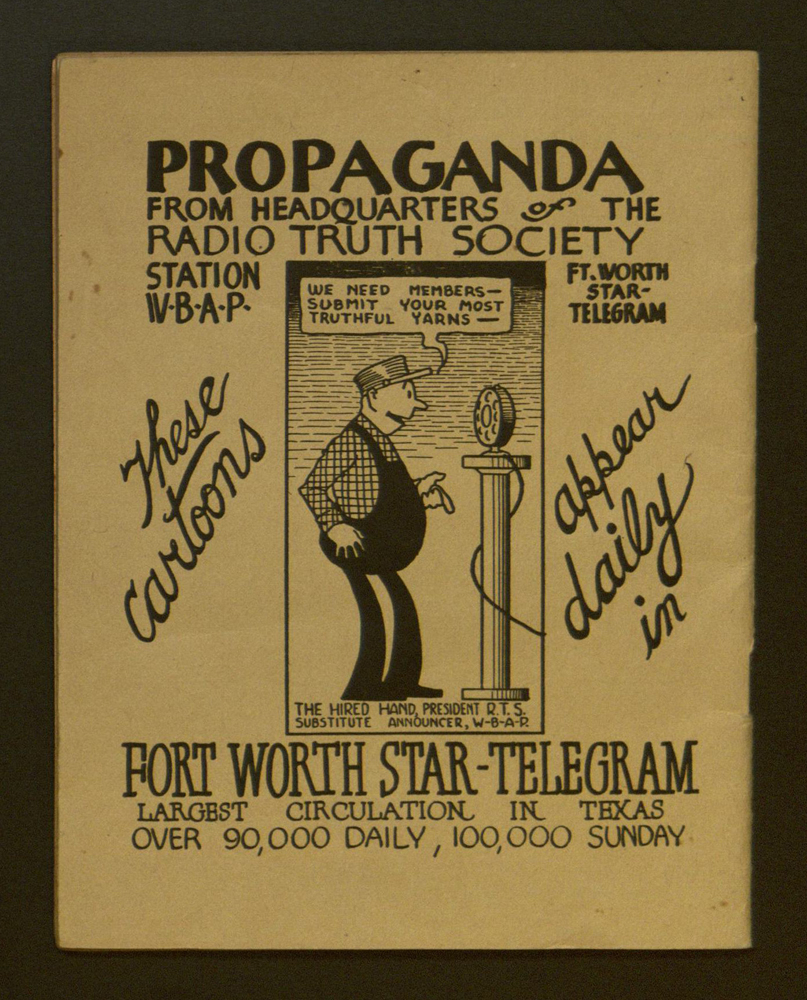 PROPAGANDA
FROM HEADQUARTERS of THE
RADIO TRUTH SOCIETY
STATION
W·B·A·P·
FT. WORTH
STAR-
TELEGRAM
WE NEED MEMBERS—
SUBMIT YOUR MOST
TRUTHFUL YARNS —
These
cartoons
appear
daily
in
THE HIRED HAND, PRESIDENT R.T.S.
SUBSTITUTE ANNOUNCER, W-B-A-P.
FORT WORTH STAR-TELEGRAM
LARGEST CIRCULATION IN TEXAS
OVER 90,000 DAILY, 100,000 SUNDAY